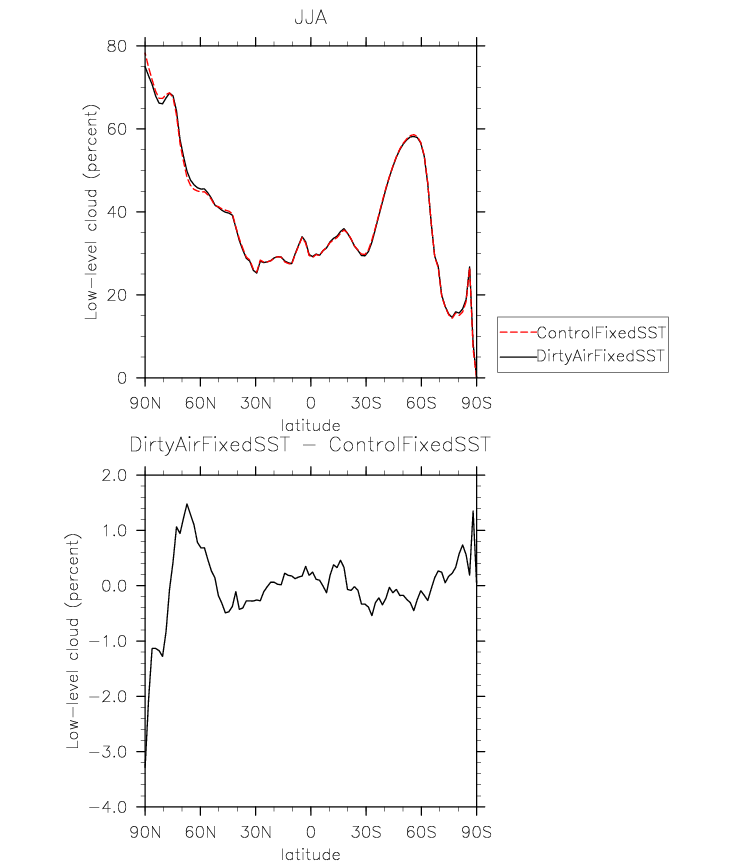 JJA
80
60
40
20
0
Low-level cloud (percent)
90N 60N 30N 0 30S 60S 90S
latitude
ControlFixedSST
DirtyAirFixedSST
DirtyAirFixedSST - ControlFixedSST
2.0
1.0
0.0
-1.0
-2.0
-3.0
-4.0
Low-level cloud (percent)
90N 60N 30N 0 30S 60S 90S
latitude